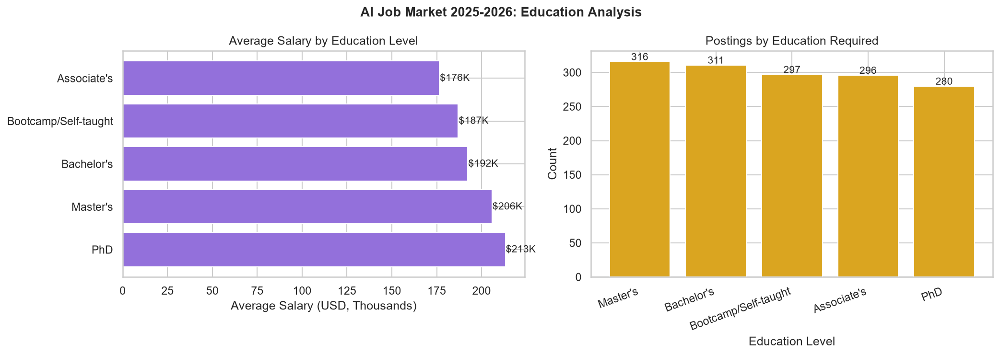 AI Job Market 2025-2026: Education Analysis
Average Salary by Education Level
Associate's
$176K
Bootcamp/Self-taught
$187K
Bachelor's
$192K
Master's
$206K
PhD
$213K
0 25 50 75 100 125 150 175 200
Average Salary (USD, Thousands)
Postings by Education Required
316 311 297 296 280
Count
300
250
200
150
100
50
0
Master's Bachelor's Bootcamp/Self-taught Associate's PhD
Education Level